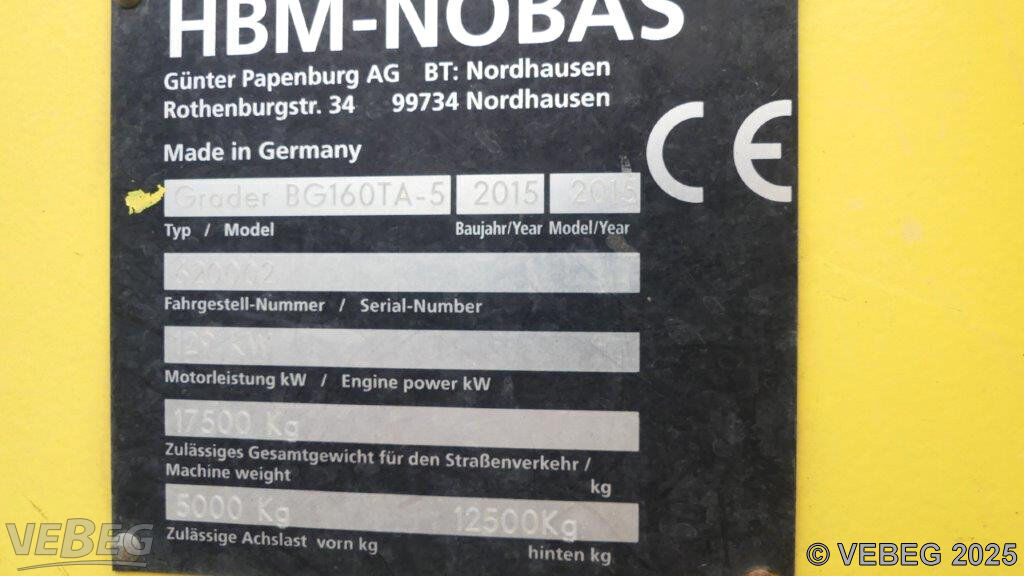 HBM-NOBAS
Günter Papenburg AG BT: Nordhausen
Rothenburgstr. 34 99734 Nordhausen
Made in Germany
CE
Grader BG160TA-5 2015 2015
Typ / Model Baujahr/Year Model/Year
Fahrgestell-Nummer / Serial-Number
kW
Motorleistung kW / Engine power kW
17500 Kg
Zulässiges Gesamtgewicht für den Straßenverkehr /
Machine weight kg
5000 Kg 12500Kg
Zulässige Achslast vorn kg hinten kg
VEBEG
© VEBEG 2025